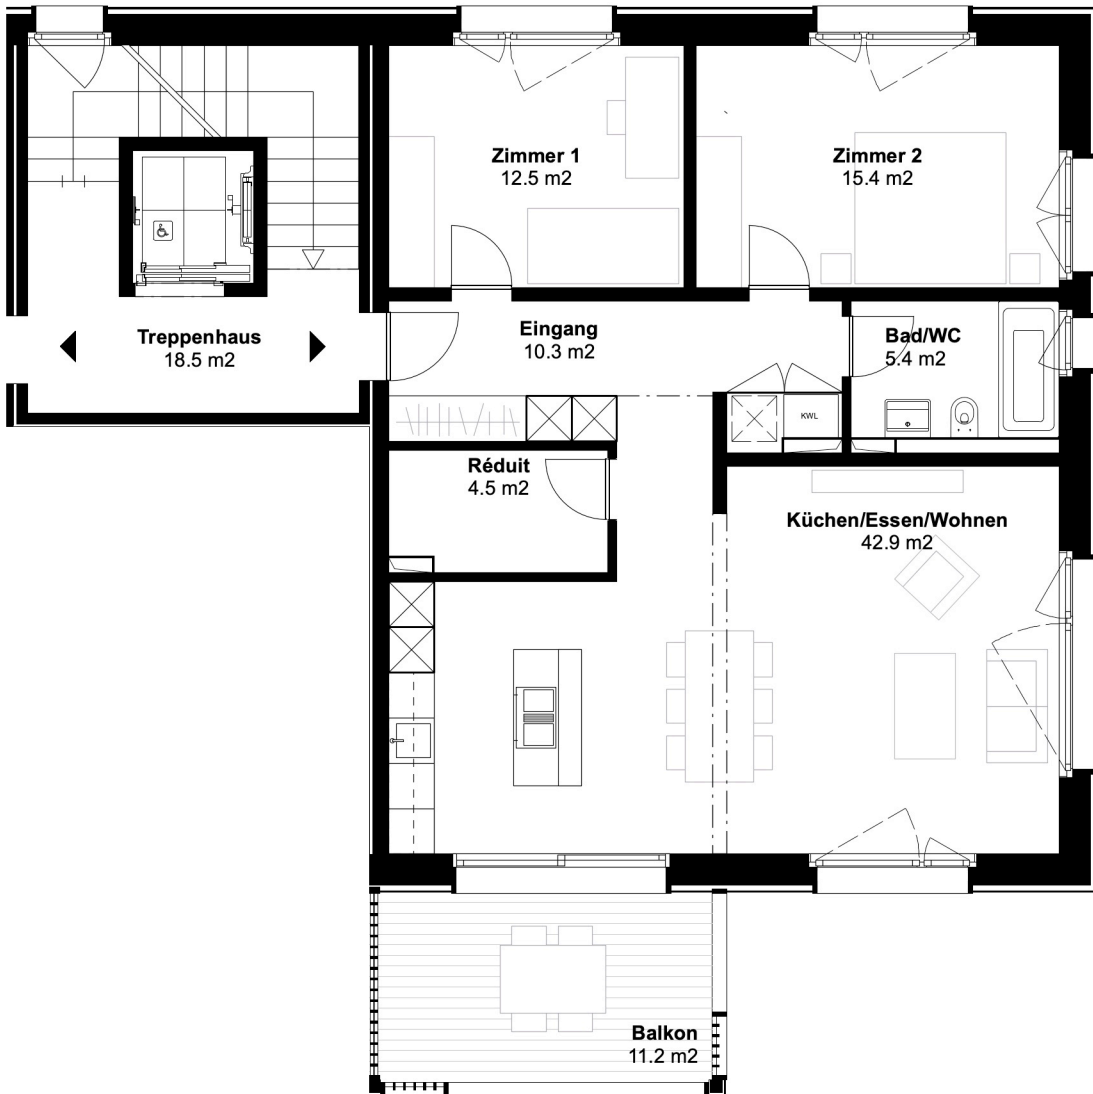 Zimmer 1
12.5 m2
Zimmer 2
15.4 m2
Treppenhaus
18.5 m2
Eingang
10.3 m2
Bad/WC
5.4 m2
KWL
Réduit
4.5 m2
Küchen/Essen/Wohnen
42.9 m2
Balkon
11.2 m2